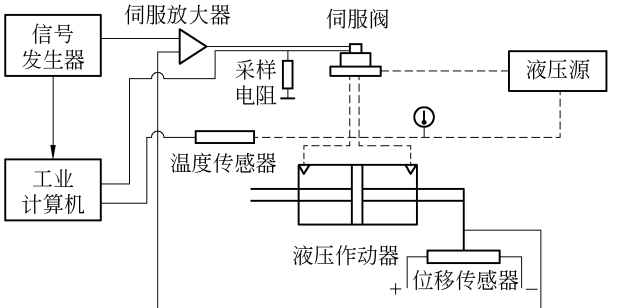 伺服放大器
伺服阀
信号
发生器
采样
电阻
液压源
温度传感器
工业
计算机
液压作动器
位移传感器
+
−